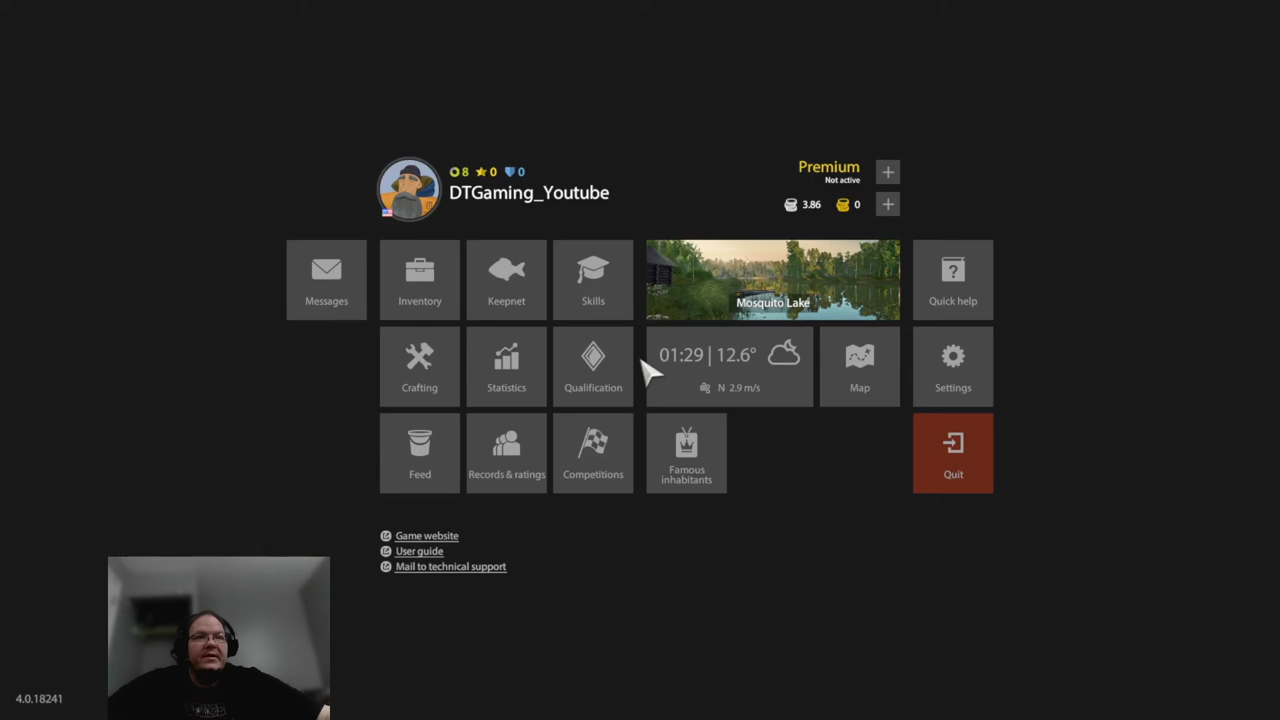 8 0 0
DTGaming_Youtube
Premium
Not active
3.86 0
Messages
Inventory
Keepnet
Skills
Mosquito Lake
Quick help
Crafting
Statistics
Qualification
01:29 | 12.6°
N 2.9 m/s
Map
Settings
Feed
Records & ratings
Competitions
Famous
inhabitants
Quit
Game website
User guide
Mail to technical support
4.0.18241